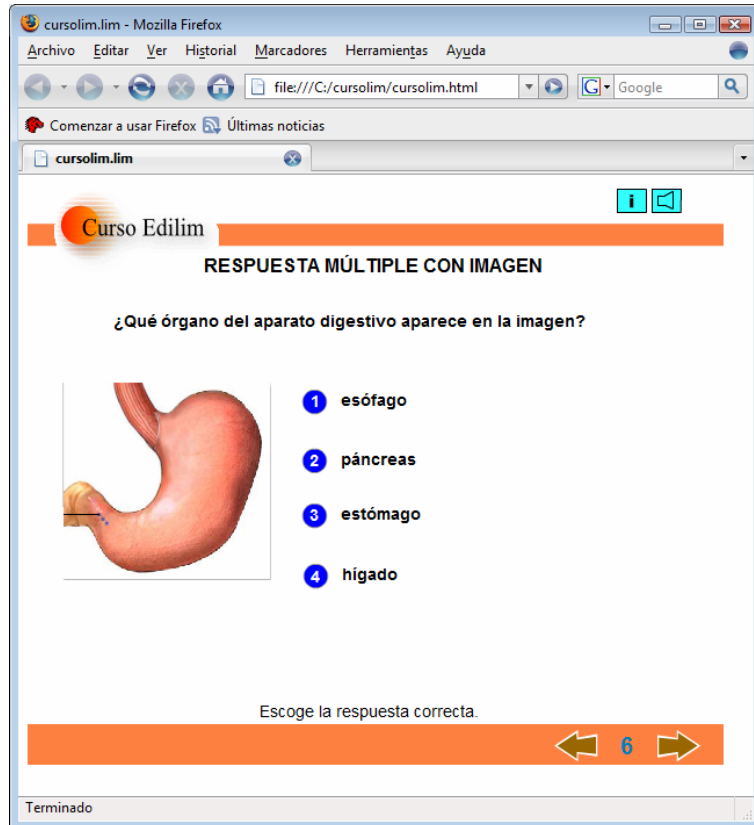 cursolim.lim - Mozilla Firefox
Archivo Editar Ver Historial Marcadores Herramientas Ayuda
file:///C:/cursolim/cursolim.html G Google
Comenzar a usar Firefox Últimas noticias
cursolim.lim
i
Curso Edilim
RESPUESTA MÚLTIPLE CON IMAGEN
¿Qué órgano del aparato digestivo aparece en la imagen?
1 esófago
2 páncreas
3 estómago
4 hígado
Escoge la respuesta correcta.
6
Terminado